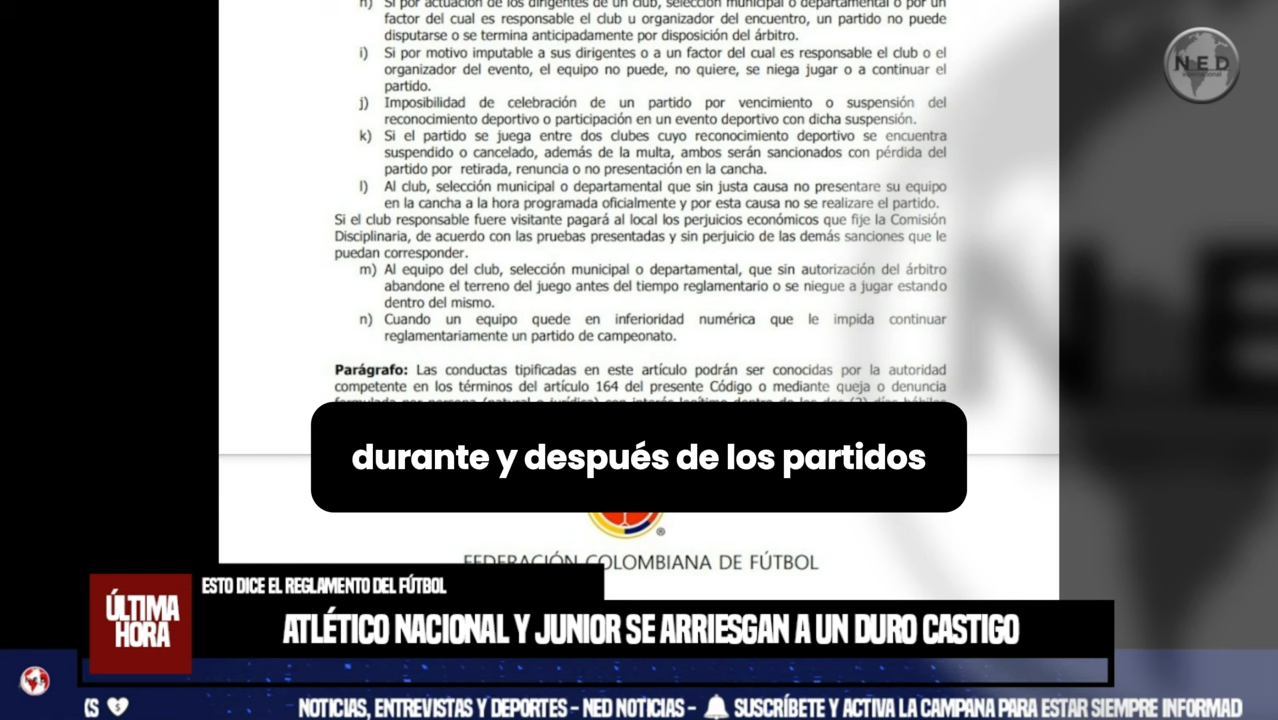 h) Si por actuación de los dirigentes de un club, selección municipal o departamental o por un
factor del cual es responsable el club u organizador del encuentro, un partido no puede
disputarse o se termina anticipadamente por disposición del árbitro.
i) Si por motivo imputable a sus dirigentes o a un factor del cual es responsable el club o el
organizador del evento, el equipo no puede, no quiere, se niega jugar o a continuar el
partido.
j) Imposibilidad de celebración de un partido por vencimiento o suspensión del
reconocimiento deportivo o participación en un evento deportivo con dicha suspensión.
k) Si el partido se juega entre dos clubes cuyo reconocimiento deportivo se encuentra
suspendido o cancelado, además de la multa, ambos serán sancionados con pérdida del
partido por retirada, renuncia o no presentación en la cancha.
l) Al club, selección municipal o departamental que sin justa causa no presentare su equipo
en la cancha a la hora programada oficialmente y por esta causa no se realizare el partido.
Si el club responsable fuere visitante pagará al local los perjuicios económicos que fije la Comisión
Disciplinaria, de acuerdo con las pruebas presentadas y sin perjuicio de las demás sanciones que le
puedan corresponder.
m) Al equipo del club, selección municipal o departamental, que sin autorización del árbitro
abandone el terreno del juego antes del tiempo reglamentario o se niegue a jugar estando
dentro del mismo.
n) Cuando un equipo quede en inferioridad numérica que le impida continuar
reglamentariamente un partido de campeonato.
Parágrafo: Las conductas tipificadas en este artículo podrán ser conocidas por la autoridad
competente en los términos del artículo 164 del presente Código o mediante queja o denuncia
durante y después de los partidos
FEDERACIÓN COLOMBIANA DE FÚTBOL
NED
ESTO DICE EL REGLAMENTO DEL FÚTBOL
ÚLTIMA
HORA
ATLÉTICO NACIONAL Y JUNIOR SE ARRIESGAN A UN DURO CASTIGO
CS
NOTICIAS, ENTREVISTAS Y DEPORTES - NED NOTICIAS - SUSCRÍBETE Y ACTIVA LA CAMPANA PARA ESTAR SIEMPRE INFORMAD